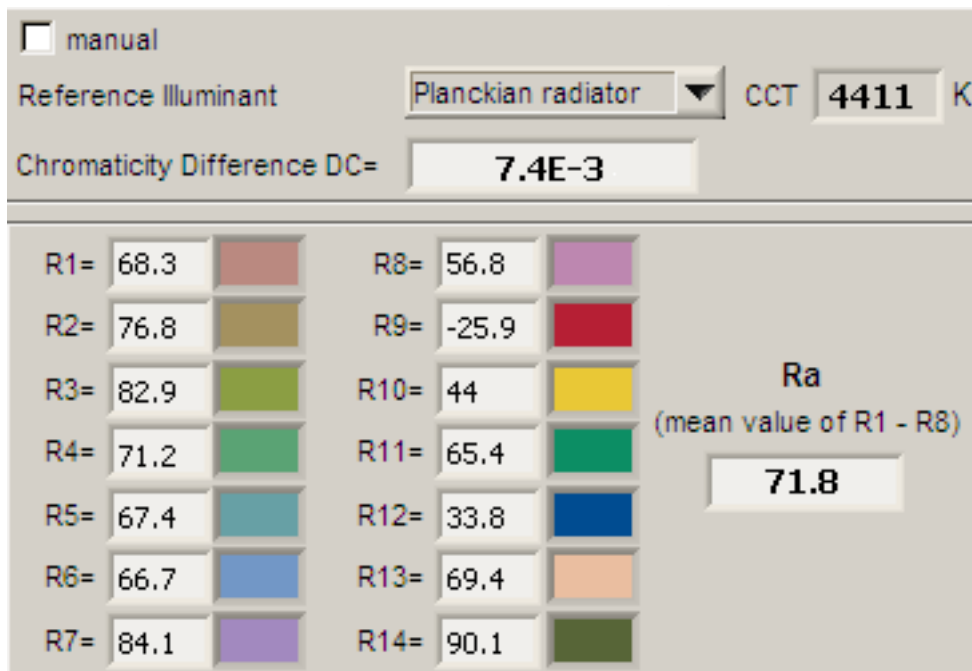 manual
Reference Illuminant Planckian radiator CCT 4411 K
Chromaticity Difference DC= 7.4E-3
R1= 68.3 R8= 56.8
R2= 76.8 R9= -25.9
R3= 82.9 R10= 44
R4= 71.2 R11= 65.4
R5= 67.4 R12= 33.8
R6= 66.7 R13= 69.4
R7= 84.1 R14= 90.1
Ra
(mean value of R1 - R8)
71.8